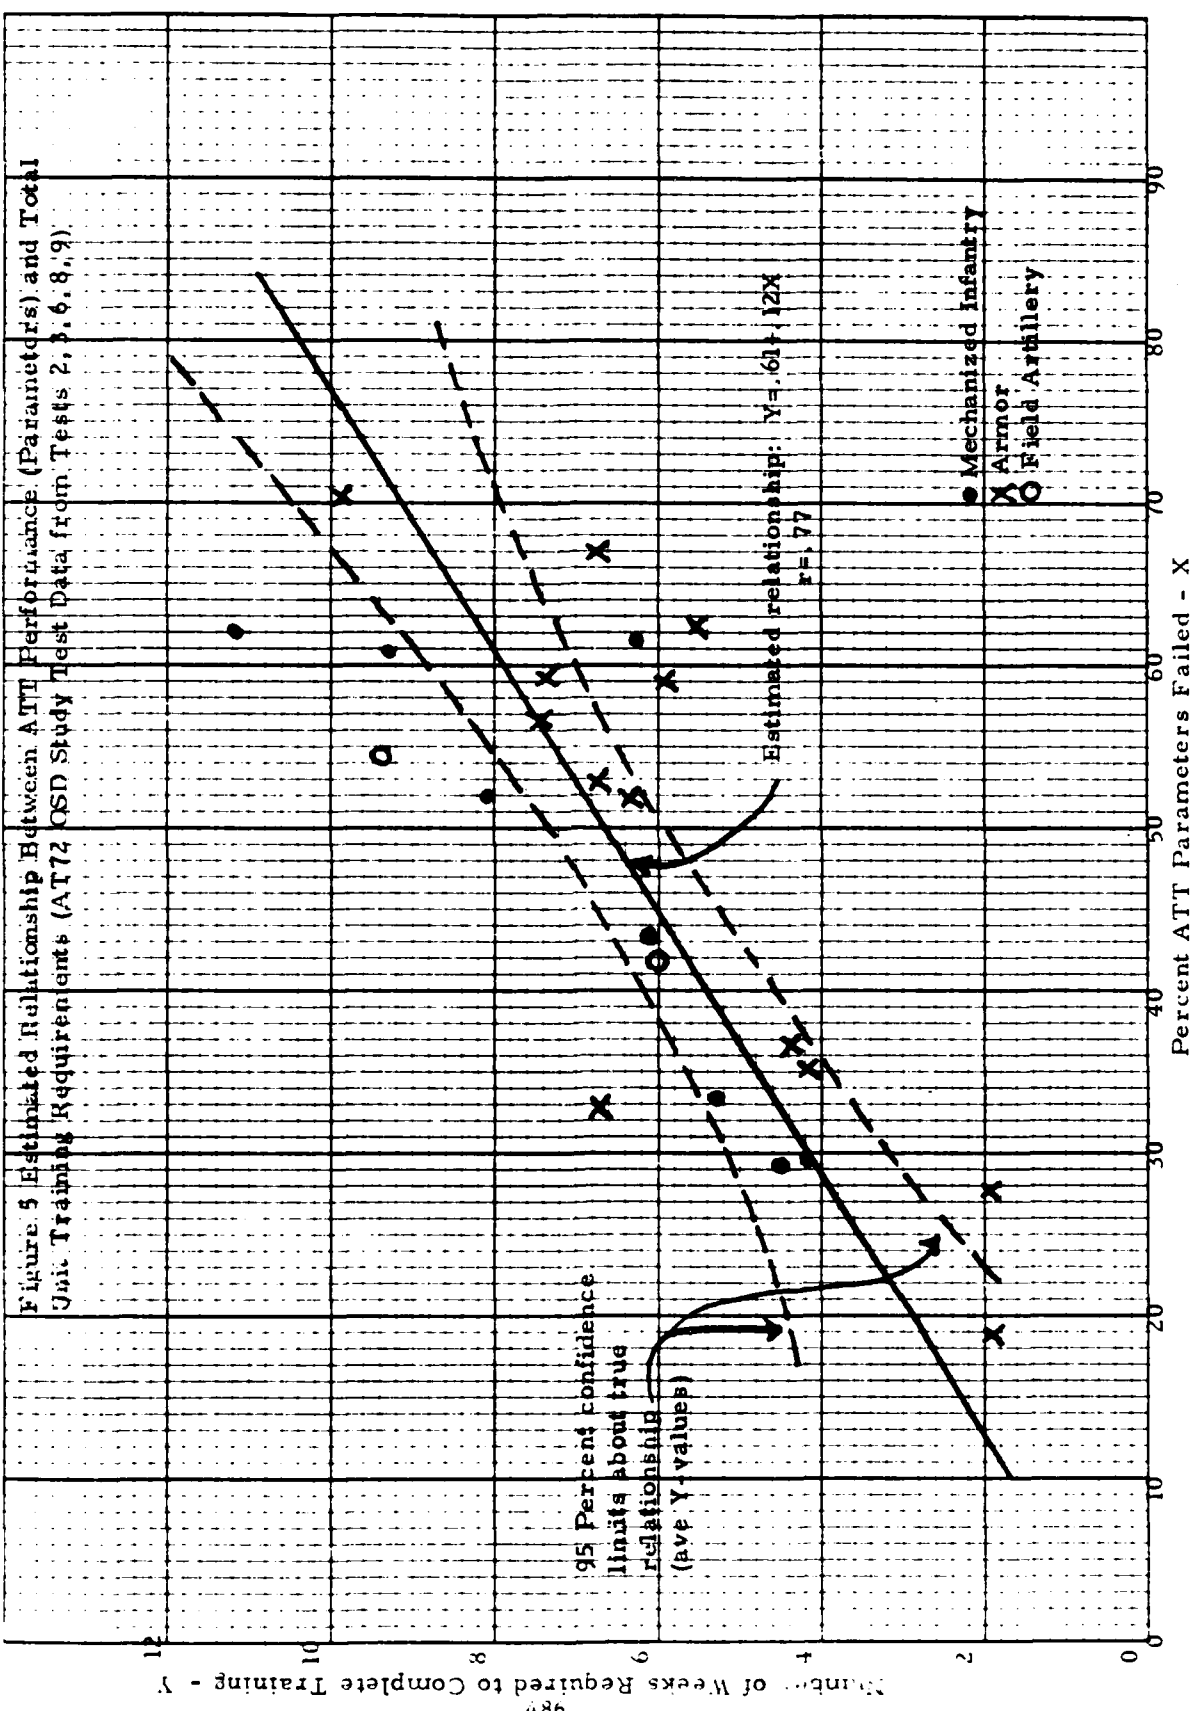 Figure 5 Estimated Relationship Between ATT Performance (Parameters) and Total
Unit Training Requirements (AT72 OSD Study Test Data from Tests 2,3,6,8,9)
12
10
8
6
4
2
0
Number of Weeks Required to Complete Training - Y
95 Percent confidence
limits about true
relationship
(ave Y-values)
Estimated relationship: Y=.61+.12X
r=.77
Mechanized Infantry
Armor
Field Artillery
0
10
20
30
40
50
60
70
80
90
Percent ATT Parameters Failed - X